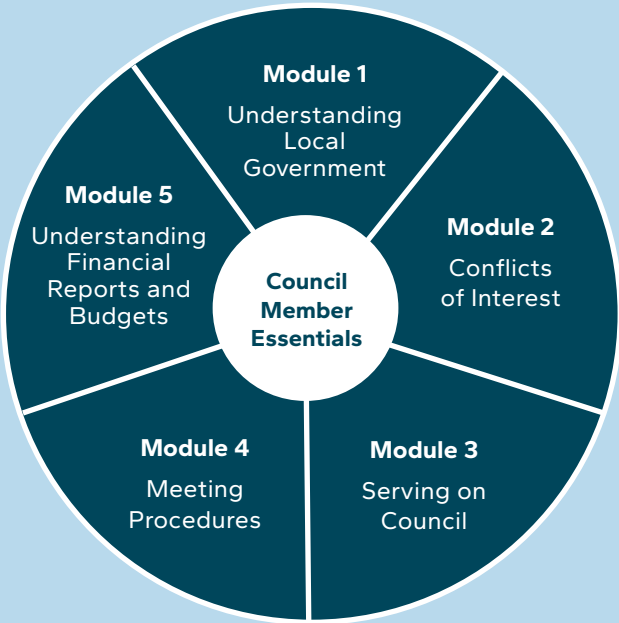 Module 1
Understanding
Local
Government
Module 2
Conflicts
of Interest
Module 3
Serving on
Council
Module 4
Meeting
Procedures
Module 5
Understanding
Financial
Reports and
Budgets
Council
Member
Essentials